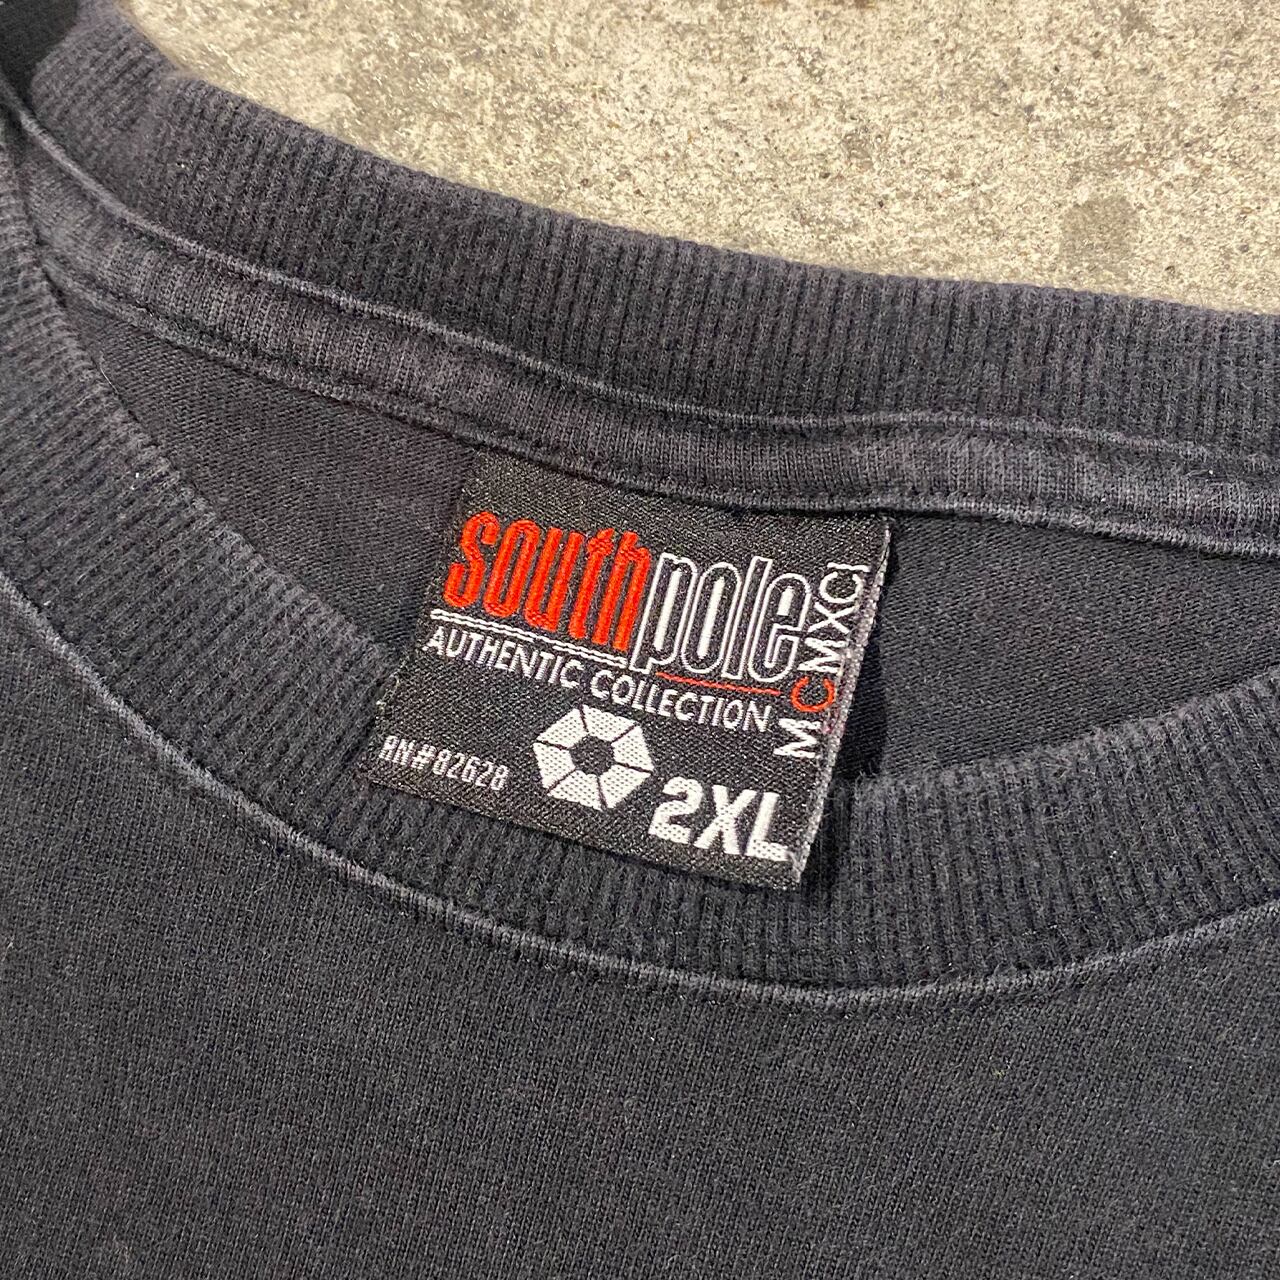 southpole
AUTHENTIC COLLECTION
MCMXCI
RN#82628
2XL